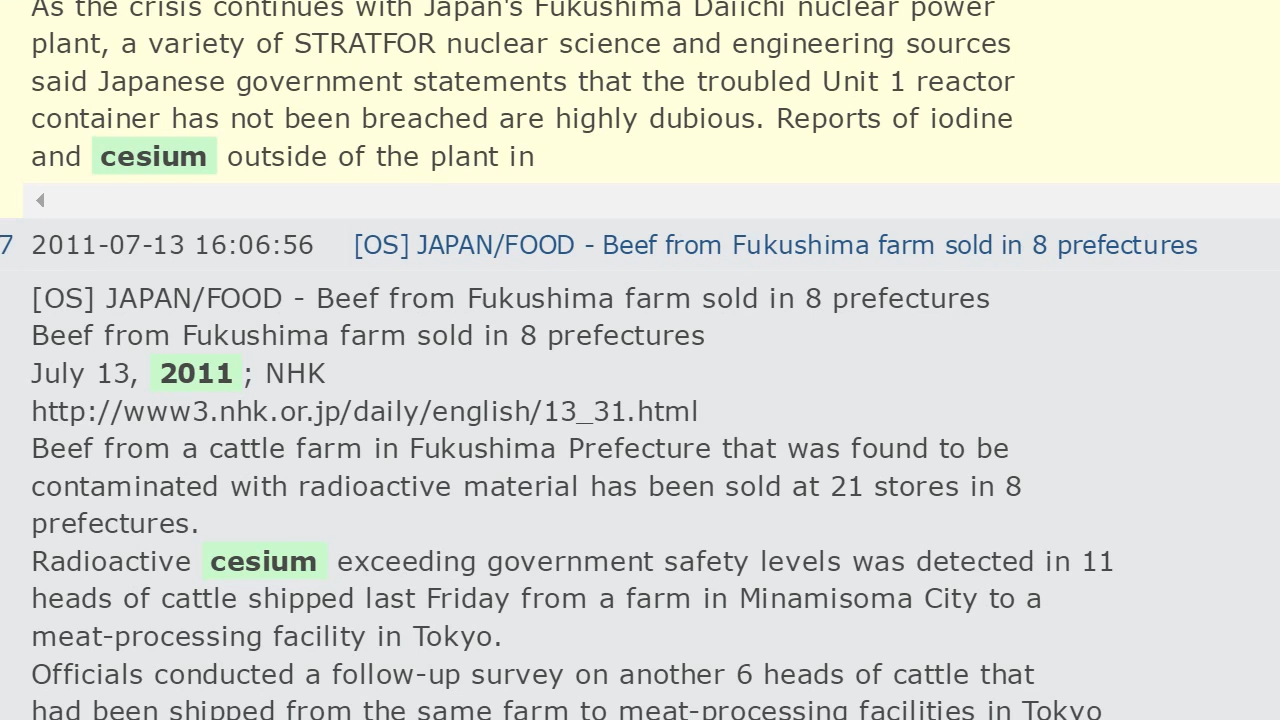 As the crisis continues with Japan's Fukushima Daiichi nuclear power
plant, a variety of STRATFOR nuclear science and engineering sources
said Japanese government statements that the troubled Unit 1 reactor
container has not been breached are highly dubious. Reports of iodine
and cesium outside of the plant in
7 2011-07-13 16:06:56 [OS] JAPAN/FOOD - Beef from Fukushima farm sold in 8 prefectures
[OS] JAPAN/FOOD - Beef from Fukushima farm sold in 8 prefectures
Beef from Fukushima farm sold in 8 prefectures
July 13, 2011 ; NHK
http://www3.nhk.or.jp/daily/english/13_31.html
Beef from a cattle farm in Fukushima Prefecture that was found to be
contaminated with radioactive material has been sold at 21 stores in 8
prefectures.
Radioactive cesium exceeding government safety levels was detected in 11
heads of cattle shipped last Friday from a farm in Minamisoma City to a
meat-processing facility in Tokyo.
Officials conducted a follow-up survey on another 6 heads of cattle that
had been shipped from the same farm to meat-processing facilities in Tokyo